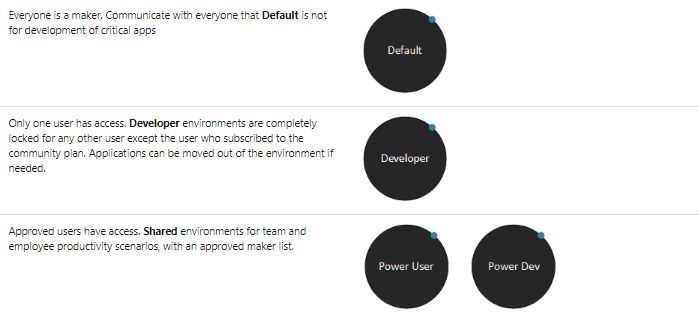 Everyone is a maker. Communicate with everyone that Default is not
for development of critical apps
Default
Only one user has access. Developer environments are completely
locked for any other user except the user who subscribed to the
community plan. Applications can be moved out of the environment if
needed.
Developer
Approved users have access. Shared environments for team and
employee productivity scenarios, with an approved maker list.
Power User
Power Dev